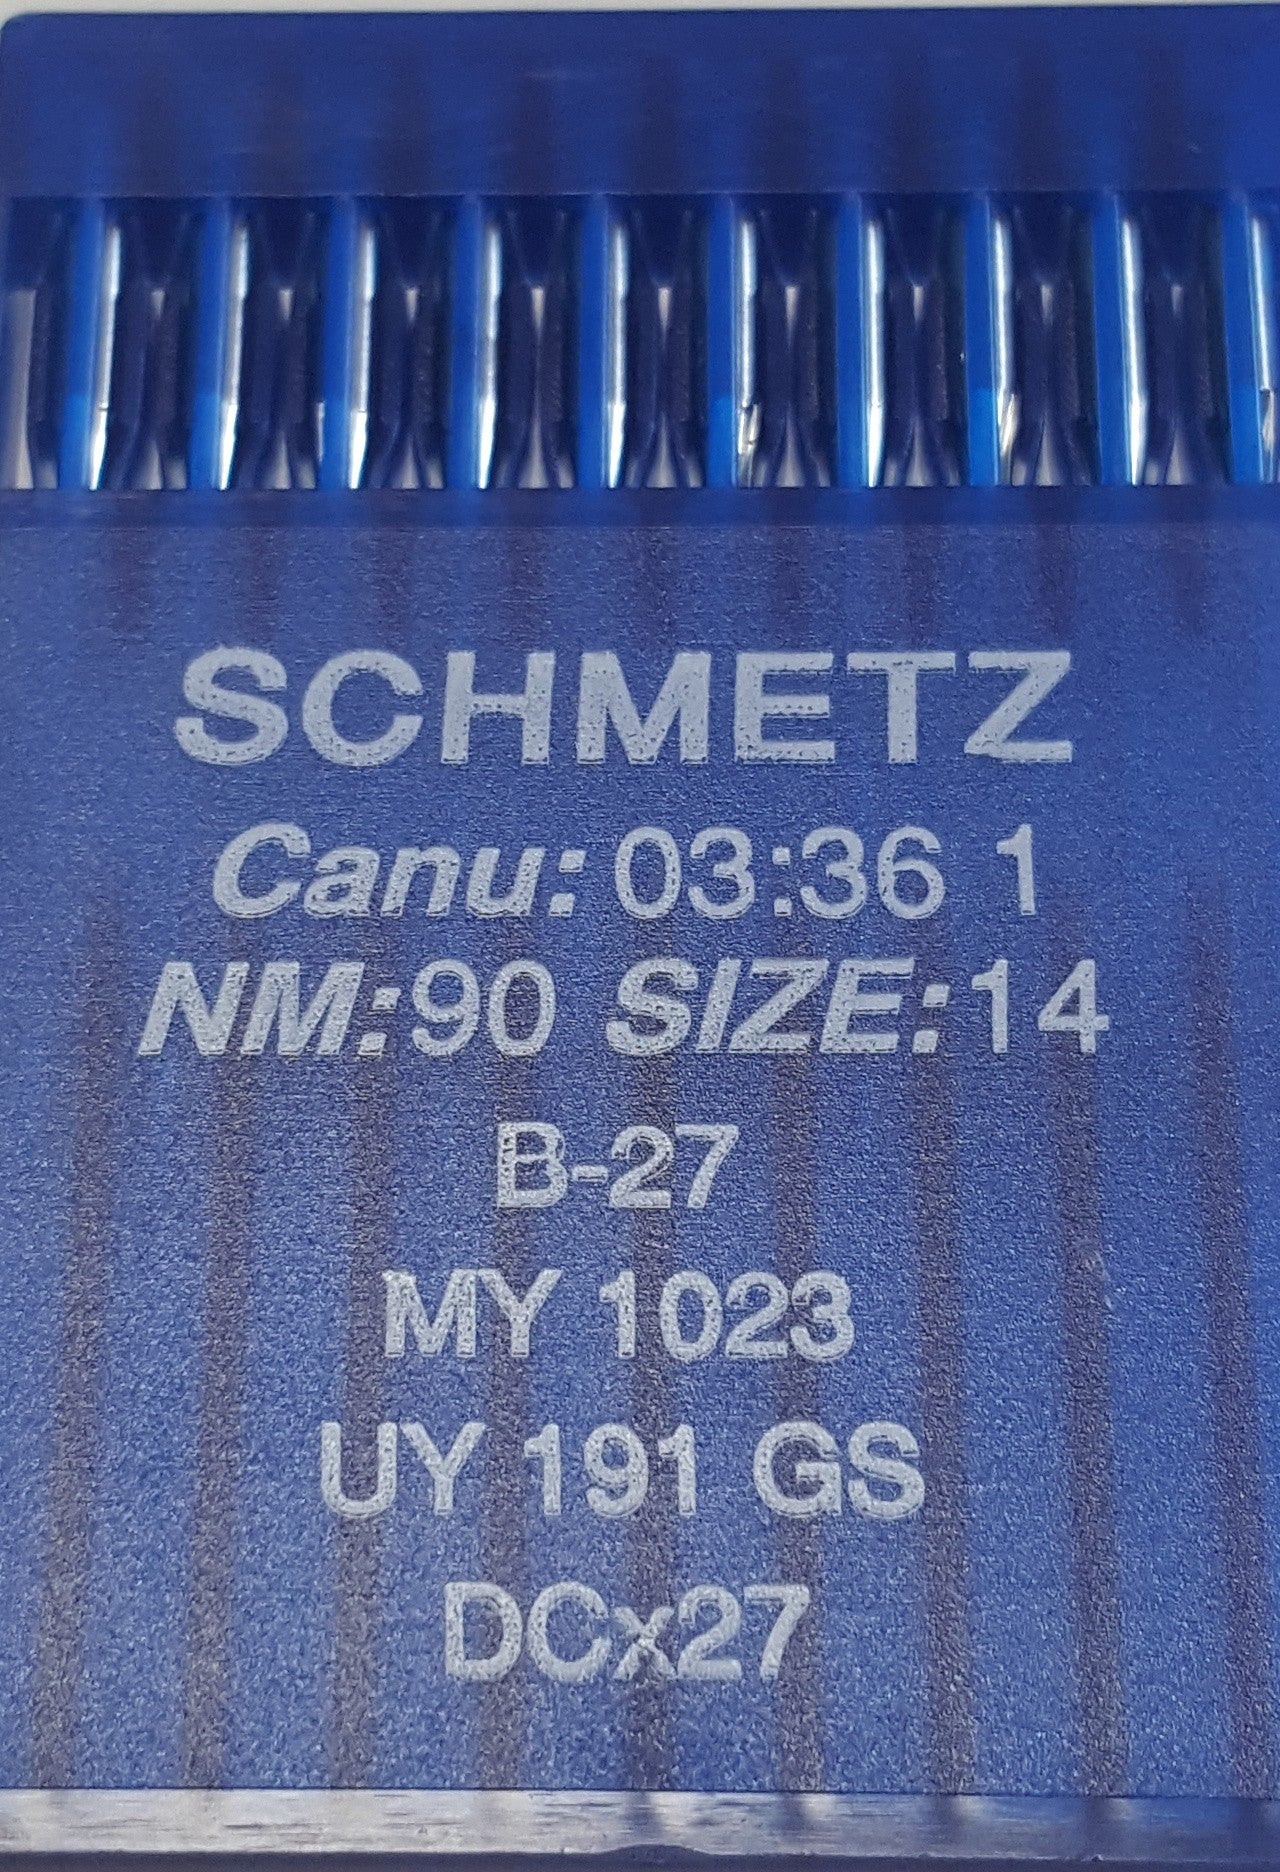 SCHMETZ
Canu: 03:36 1
NM:90 SIZE:14
B-27
MY 1023
UY 191 GS
DCx27